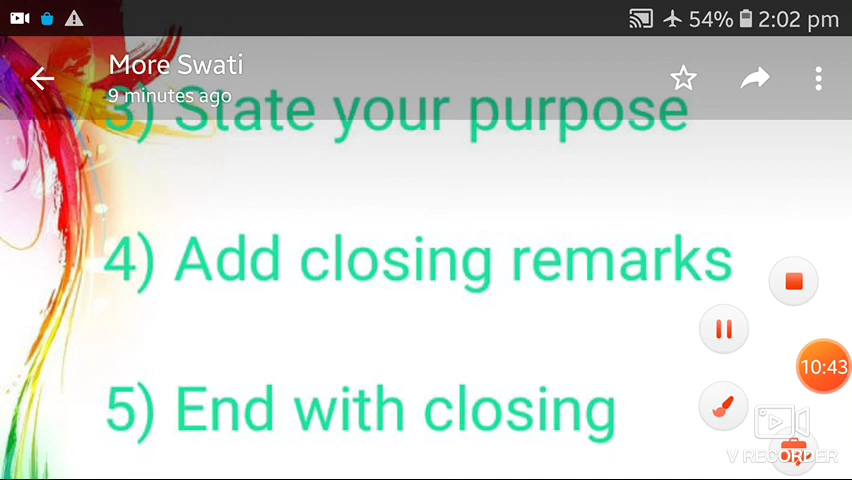 54% 2:02 pm
More Swati
9 minutes ago
3) State your purpose
4) Add closing remarks
10:43
5) End with closing
V RECORDER